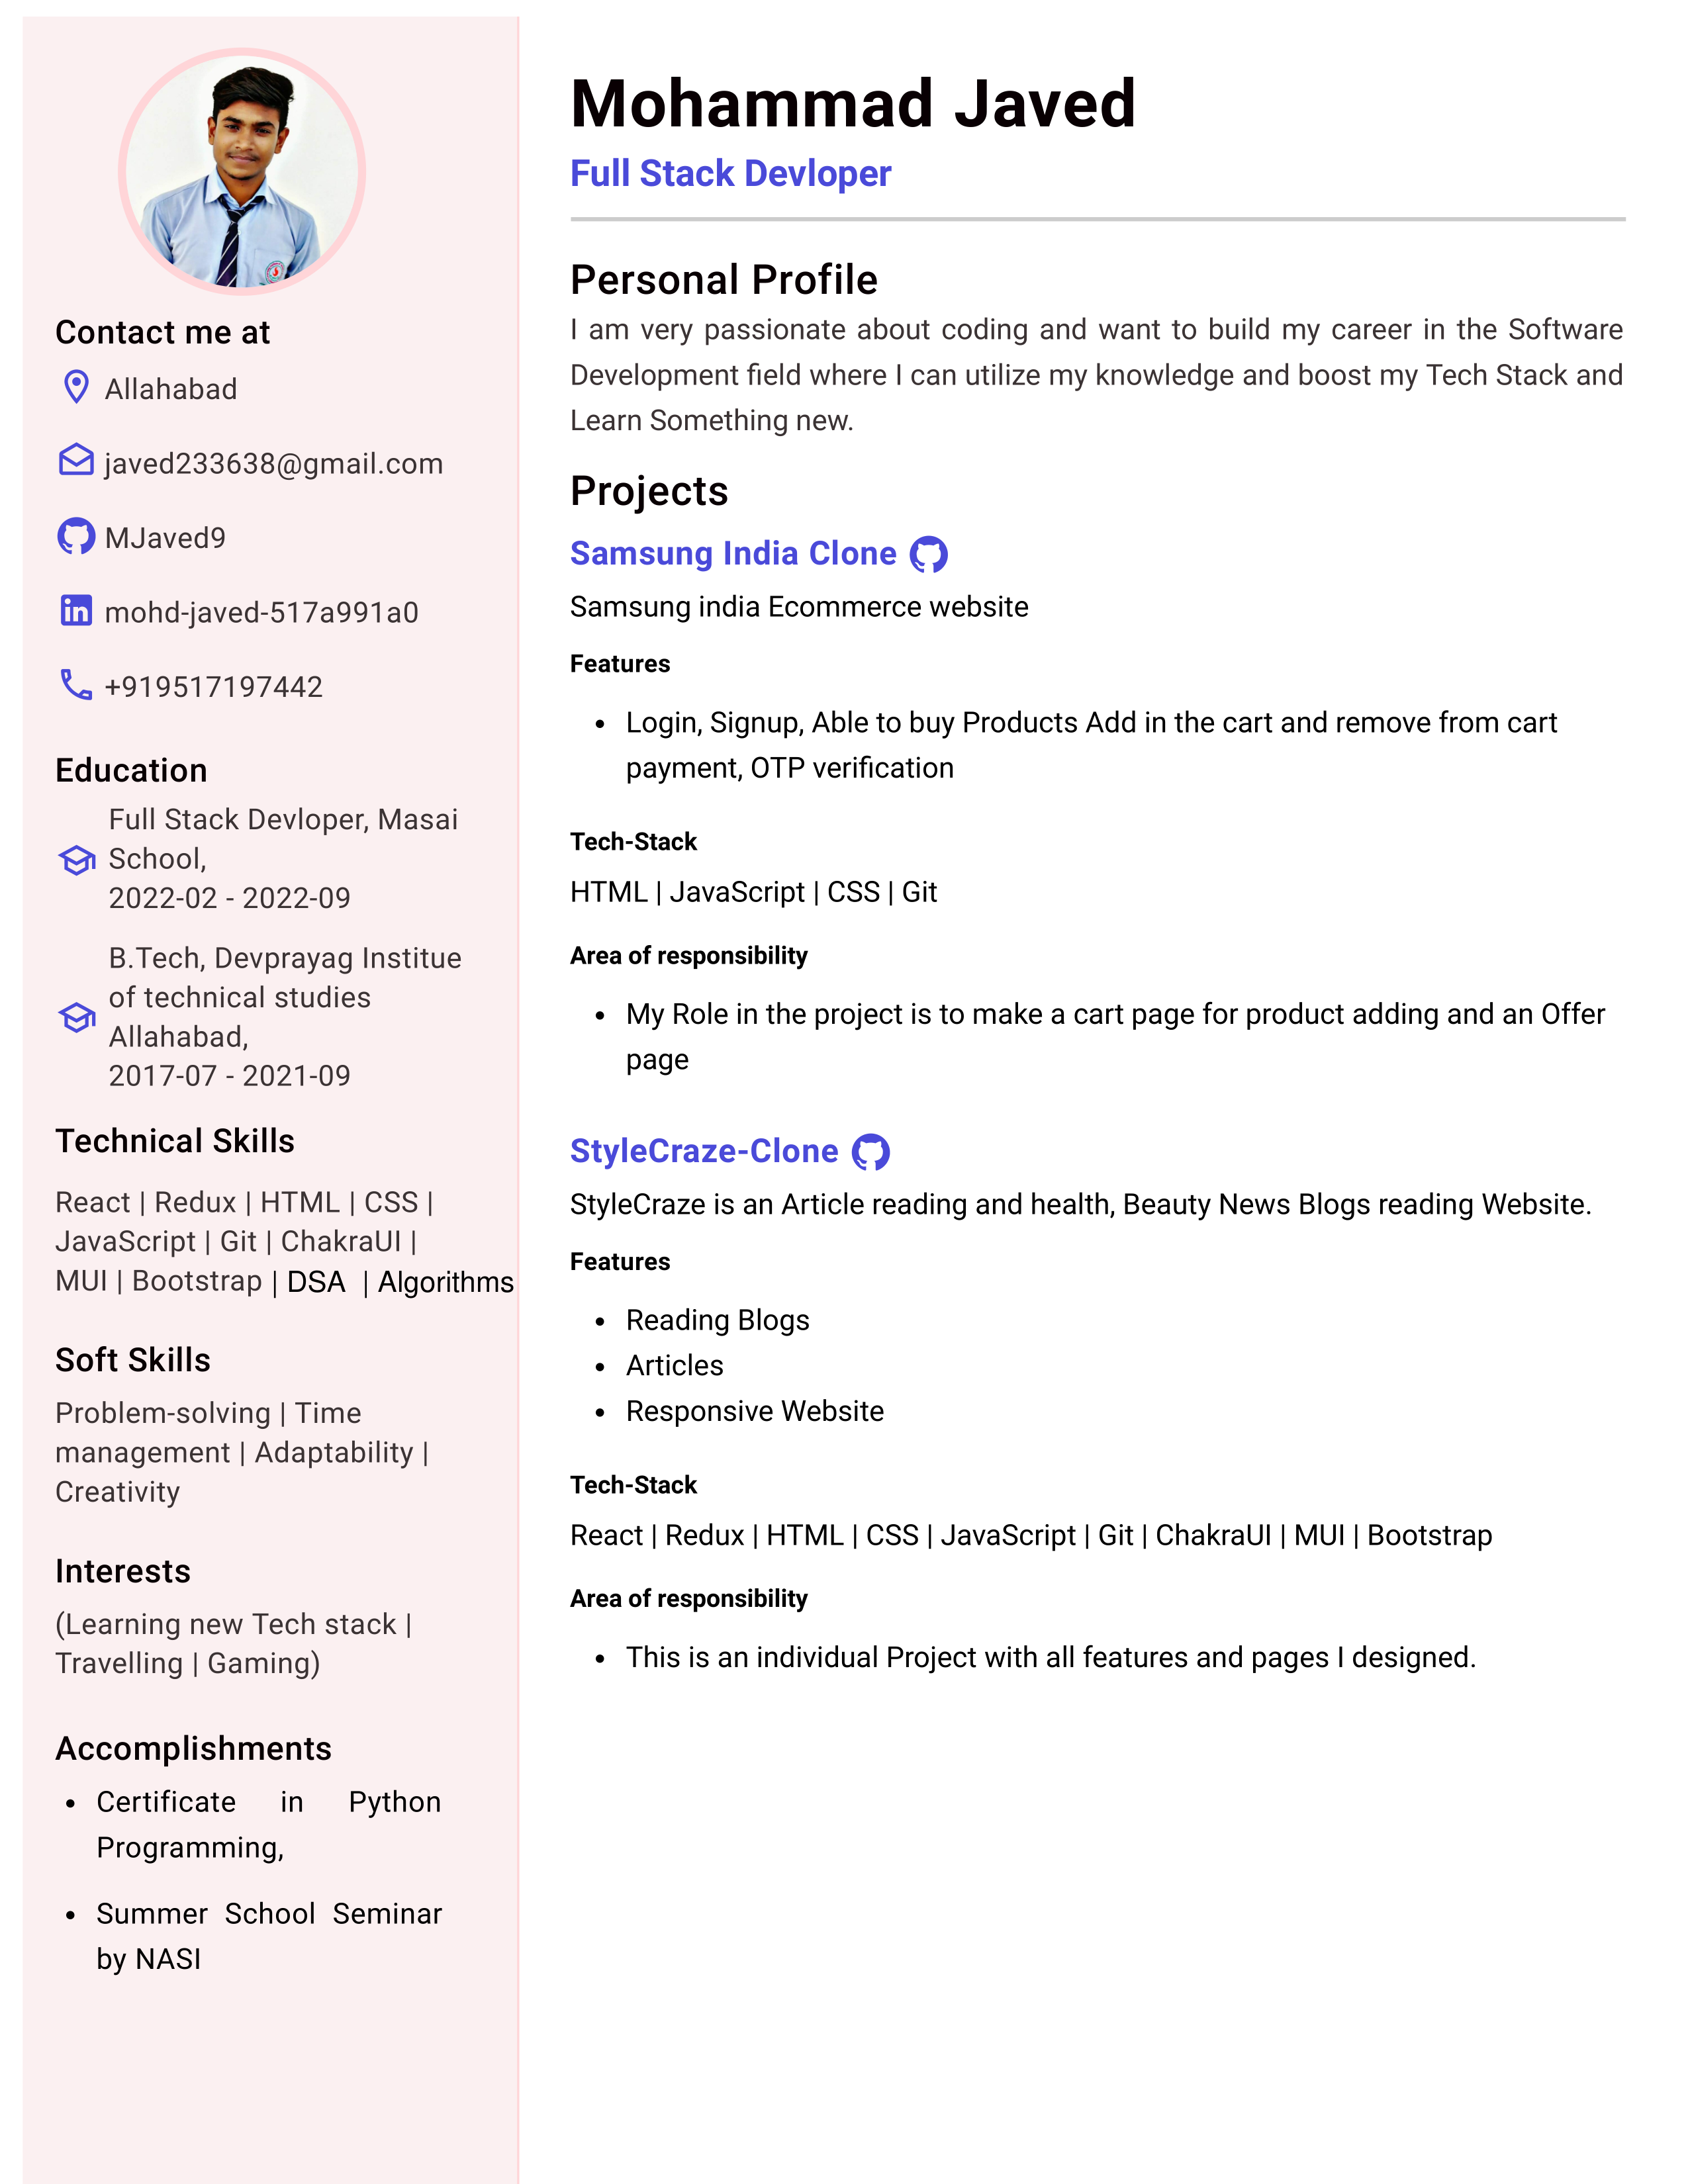 Mohammad Javed
Full Stack Devloper
Contact me at
Allahabad
javed233638@gmail.com
MJaved9
mohd-javed-517a991a0
+919517197442
Education
Full Stack Devloper, Masai
School,
2022-02 - 2022-09
B.Tech, Devprayag Institue
of technical studies
Allahabad,
2017-07 - 2021-09
Technical Skills
React | Redux | HTML | CSS |
JavaScript | Git | ChakraUI |
MUI | Bootstrap | DSA | Algorithms
Soft Skills
Problem-solving | Time
management | Adaptability |
Creativity
Interests
(Learning new Tech stack |
Travelling | Gaming)
Accomplishments
• Certificate in Python
Programming,
• Summer School Seminar
by NASI
Personal Profile
I am very passionate about coding and want to build my career in the Software
Development field where I can utilize my knowledge and boost my Tech Stack and
Learn Something new.
Projects
Samsung India Clone
Samsung india Ecommerce website
Features
• Login, Signup, Able to buy Products Add in the cart and remove from cart
payment, OTP verification
Tech-Stack
HTML | JavaScript | CSS | Git
Area of responsibility
• My Role in the project is to make a cart page for product adding and an Offer
page
StyleCraze-Clone
StyleCraze is an Article reading and health, Beauty News Blogs reading Website.
Features
• Reading Blogs
• Articles
• Responsive Website
Tech-Stack
React | Redux | HTML | CSS | JavaScript | Git | ChakraUI | MUI | Bootstrap
Area of responsibility
• This is an individual Project with all features and pages I designed.